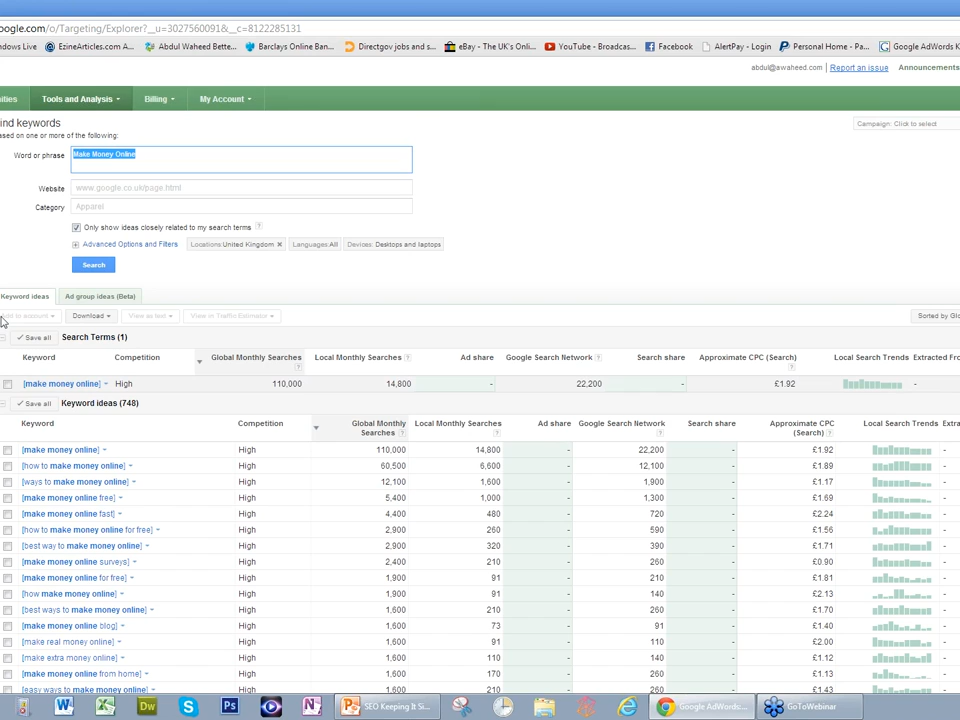 oogle.com/o/Targeting/Explorer?__u=3027560091&__c=8122285131
ndows Live EzineArticles.com A... Abdul Waheed Bette... Barclays Online Ban... Directgov jobs and s... eBay - The UK's Onli... YouTube - Broadcas... Facebook AlertPay - Login Personal Home - Pa... Google AdWords K
abdul@awaheed.com Report an issue Announcements
ities Tools and Analysis Billing My Account
ind keywords
ased on one or more of the following:
Campaign: Click to select
Word or phrase Make Money Online
Website www.google.co.uk/page.html
Category Apparel
Only show ideas closely related to my search terms ?
Advanced Options and Filters Locations: United Kingdom × Languages: All Devices: Desktops and laptops
Search
Keyword ideas Ad group ideas (Beta)
Add to account Download View as text View in Traffic Estimator Sorted by Glo
Save all Search Terms (1)
Keyword Competition Global Monthly Searches ? Local Monthly Searches ? Ad share Google Search Network ? Search share Approximate CPC (Search) ? Local Search Trends Extracted Fro
[make money online] High 110,000 14,800 - 22,200 - £1.92 -
Save all Keyword ideas (748)
Keyword Competition Global Monthly Searches ? Local Monthly Searches ? Ad share Google Search Network ? Search share Approximate CPC (Search) ? Local Search Trends Extra
[make money online] High 110,000 14,800 - 22,200 - £1.92 -
[how to make money online] High 60,500 6,600 - 12,100 - £1.89 -
[ways to make money online] High 12,100 1,600 - 1,900 - £1.17 -
[make money online free] High 5,400 1,000 - 1,300 - £1.69 -
[make money online fast] High 4,400 480 - 720 - £2.24 -
[how to make money online for free] High 2,900 260 - 590 - £1.56 -
[best way to make money online] High 2,900 320 - 390 - £1.71 -
[make money online surveys] High 2,400 210 - 260 - £0.90 -
[make money online for free] High 1,900 91 - 210 - £1.81 -
[how make money online] High 1,900 91 - 140 - £2.13 -
[best ways to make money online] High 1,600 210 - 260 - £1.70 -
[make money online blog] High 1,600 73 - 91 - £1.40 -
[make real money online] High 1,600 91 - 110 - £2.00 -
[make extra money online] High 1,600 110 - 140 - £1.12 -
[make money online from home] High 1,600 110 - 170 - £1.13 -
[easy ways to make money online] High 1,600 210 - 260 - £1.43 -
SEO Keeping It Si... Google AdWords... GoToWebinar